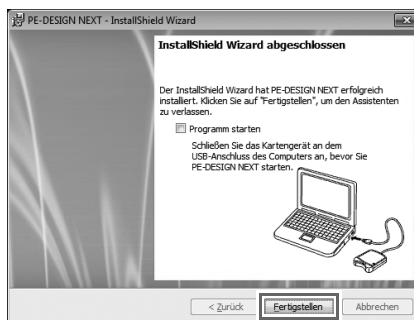 PE-DESIGN NEXT - InstallShield Wizard
InstallShield Wizard abgeschlossen
Der InstallShield Wizard hat PE-DESIGN NEXT erfolgreich
installiert. Klicken Sie auf "Fertigstellen", um den Assistenten
zu verlassen.
Programm starten
Schließen Sie das Kartengerät an dem
USB-Anschluss des Computers an, bevor Sie
PE-DESIGN NEXT starten.
< Zurück Fertigstellen Abbrechen